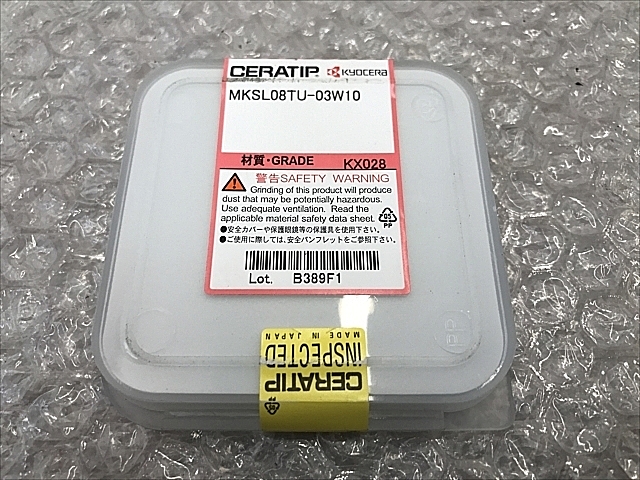 CERATIP KYOCERA
MKSL08TU-03W10
材質・GRADE KX028
警告SAFETY WARNING
Grinding of this product will produce
dust that may be potentially hazardous.
Use adequate ventilation. Read the
applicable material safety data sheet.
05
PP
●安全カバーや保護眼鏡等の保護具を使用下さい。
●ご使用に際しては、安全パンフレットをご参照下さい。
Lot. B389F1
CERATIP
INSPECTED
MADE IN JAPAN
PP